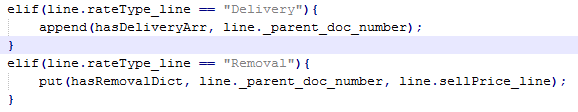 elif(line.rateType_line == "Delivery"){
    append(hasDeliveryArr, line._parent_doc_number);
}
elif(line.rateType_line == "Removal"){
    put(hasRemovalDict, line._parent_doc_number, line.sellPrice_line);
}